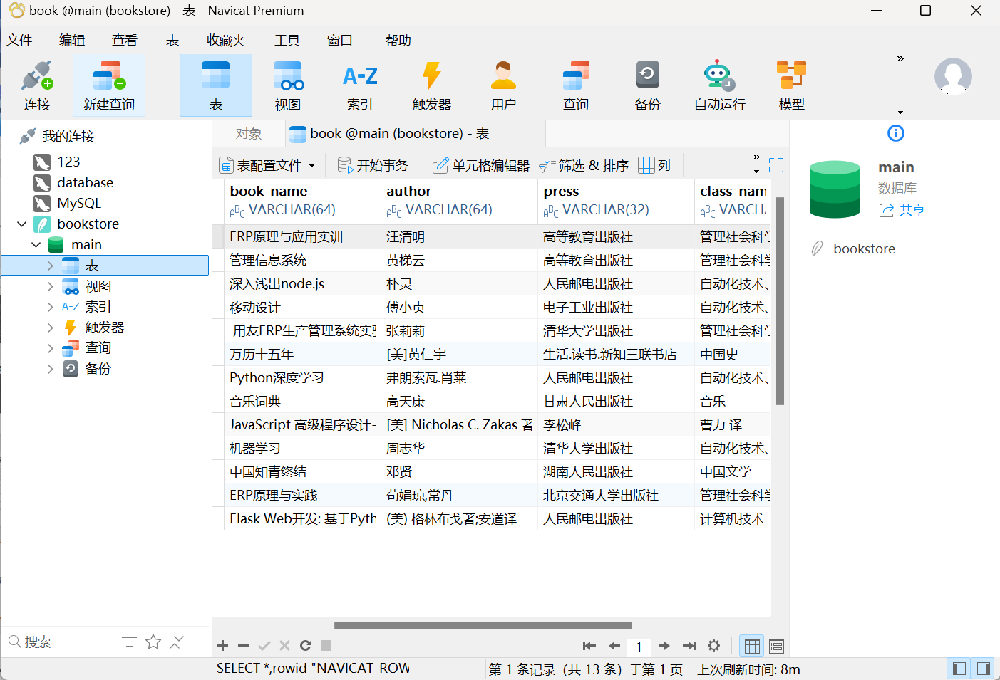 book @main (bookstore) - 表 - Navicat Premium
文件 编辑 查看 表 收藏夹 工具 窗口 帮助
连接 新建查询 表 视图 A-Z 索引 触发器 用户 查询 备份 自动运行 模型
我的连接
123
database
MySQL
bookstore
main
表
视图
A-Z 索引
触发器
查询
备份
搜索
对象 book @main (bookstore) - 表
表配置文件 开始事务 单元格编辑器 筛选 & 排序 列
book_name author press class_nam
ABC VARCHAR(64) ABC VARCHAR(64) ABC VARCHAR(32) ABC VARCHA
ERP原理与应用实训 汪清明 高等教育出版社 管理社会科学
管理信息系统 黄梯云 高等教育出版社 管理社会科学
深入浅出node.js 朴灵 人民邮电出版社 自动化技术、
移动设计 傅小贞 电子工业出版社 自动化技术、
用友ERP生产管理系统实验 张莉莉 清华大学出版社 管理社会科学
万历十五年 [美]黄仁宇 生活.读书.新知三联书店 中国史
Python深度学习 弗朗索瓦.肖莱 人民邮电出版社 自动化技术、
音乐词典 高天康 甘肃人民出版社 音乐
JavaScript 高级程序设计- [美] Nicholas C. Zakas 著 李松峰 曹力 译
机器学习 周志华 清华大学出版社 自动化技术、
中国知青终结 邓贤 湖南人民出版社 中国文学
ERP原理与实践 苟娟琼,常丹 北京交通大学出版社 管理社会科学
Flask Web开发: 基于Pyth (美) 格林布戈著;安道译 人民邮电出版社 计算机技术
1
SELECT *,rowid "NAVICAT_ROW 第 1 条记录 (共 13 条) 于第 1 页 上次刷新时间: 8m
main
数据库
共享
bookstore